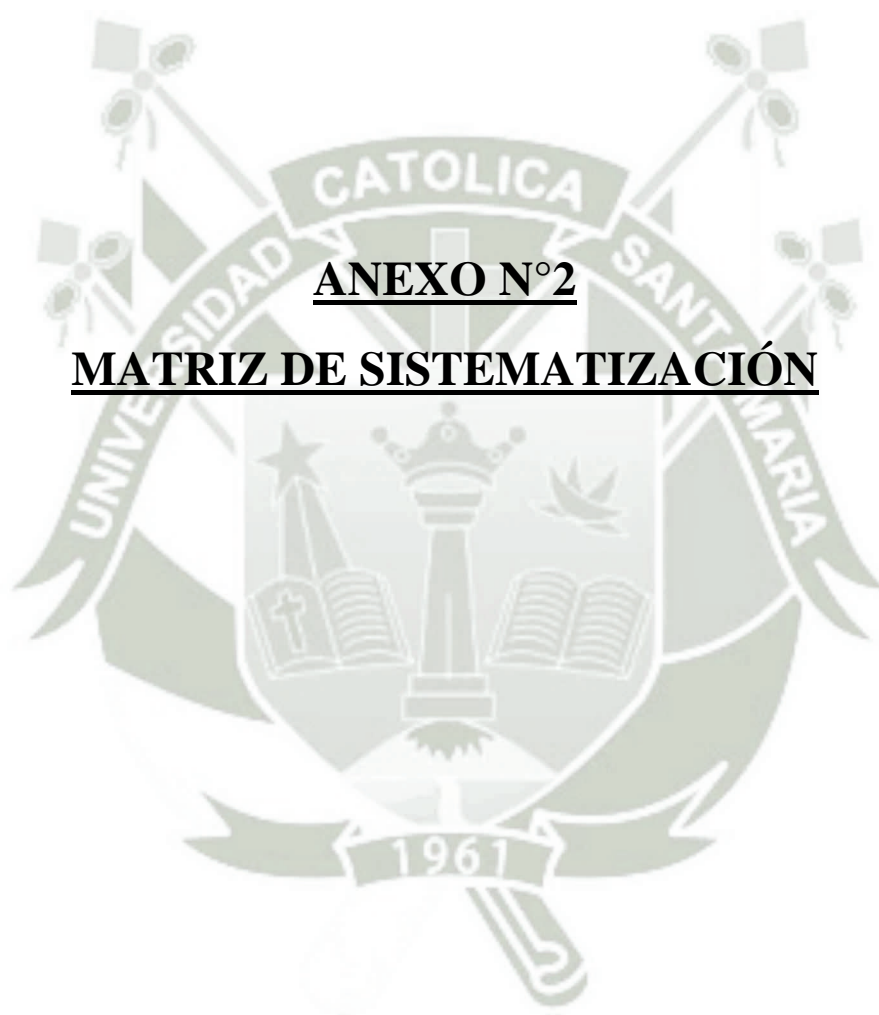 ANEXO N°2
MATRIZ DE SISTEMATIZACIÓN
UNIVERSIDAD CATOLICA SANTA MARIA
1961